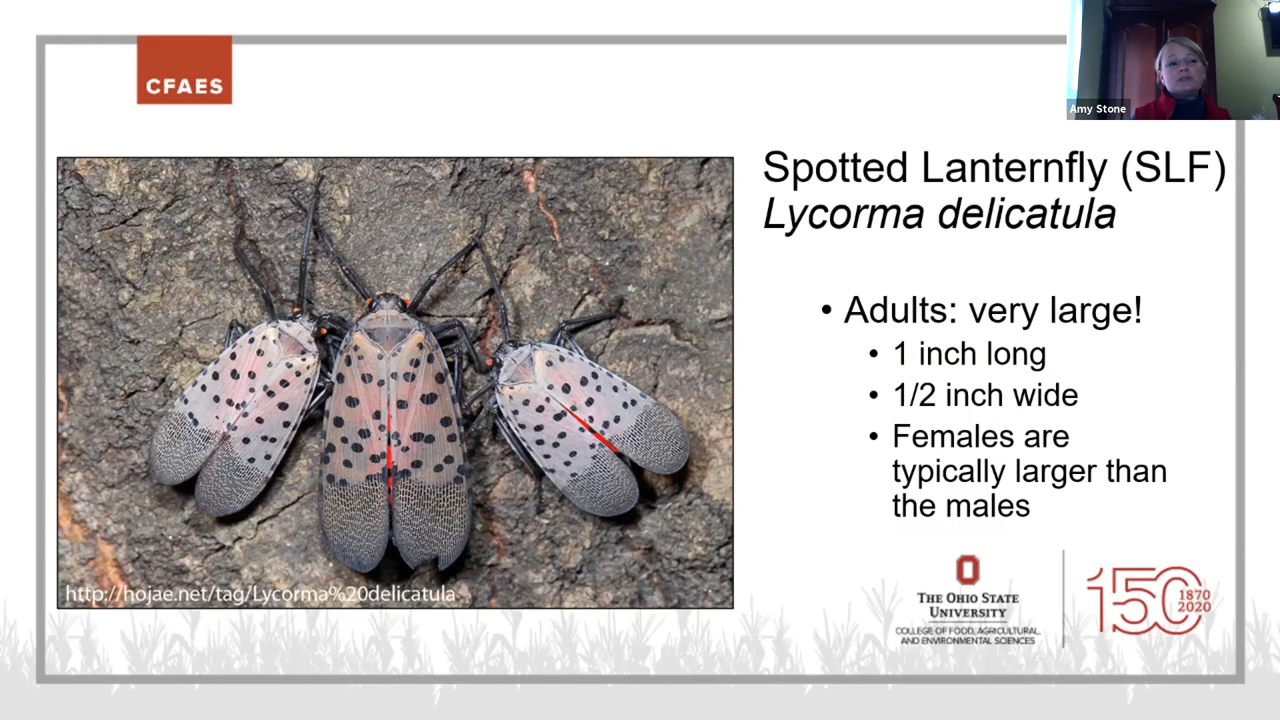 CFAES
Amy Stone
Spotted Lanternfly (SLF)
Lycorma delicatula
• Adults: very large!
• 1 inch long
• 1/2 inch wide
• Females are
typically larger than
the males
http://hojae.net/tag/Lycorma%20delicatula
THE OHIO STATE
UNIVERSITY
COLLEGE OF FOOD, AGRICULTURAL,
AND ENVIRONMENTAL SCIENCES
150
1870
2020